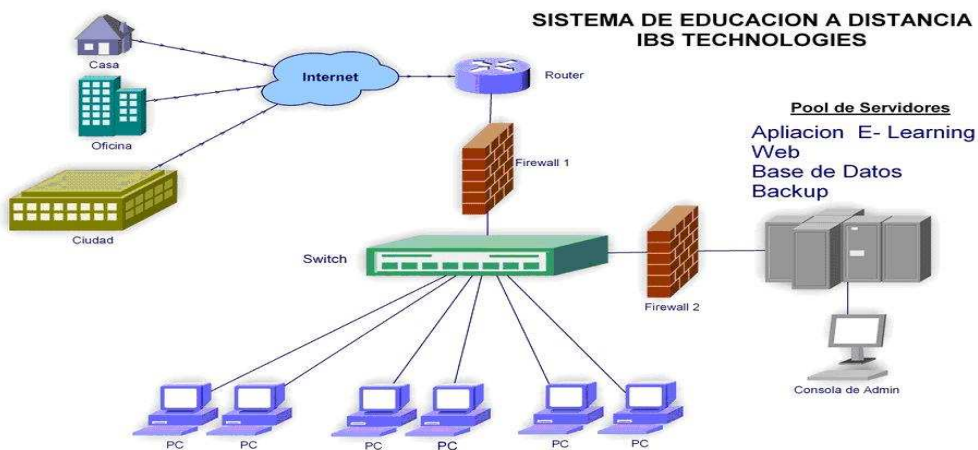 SISTEMA DE EDUCACION A DISTANCIA
IBS TECHNOLOGIES
Casa
Internet
Router
Oficina
Pool de Servidores
Apliacion E- Learning
Web
Base de Datos
Backup
Firewall 1
Ciudad
Switch
Firewall 2
Consola de Admin
PC
PC
PC
PC
PC
PC